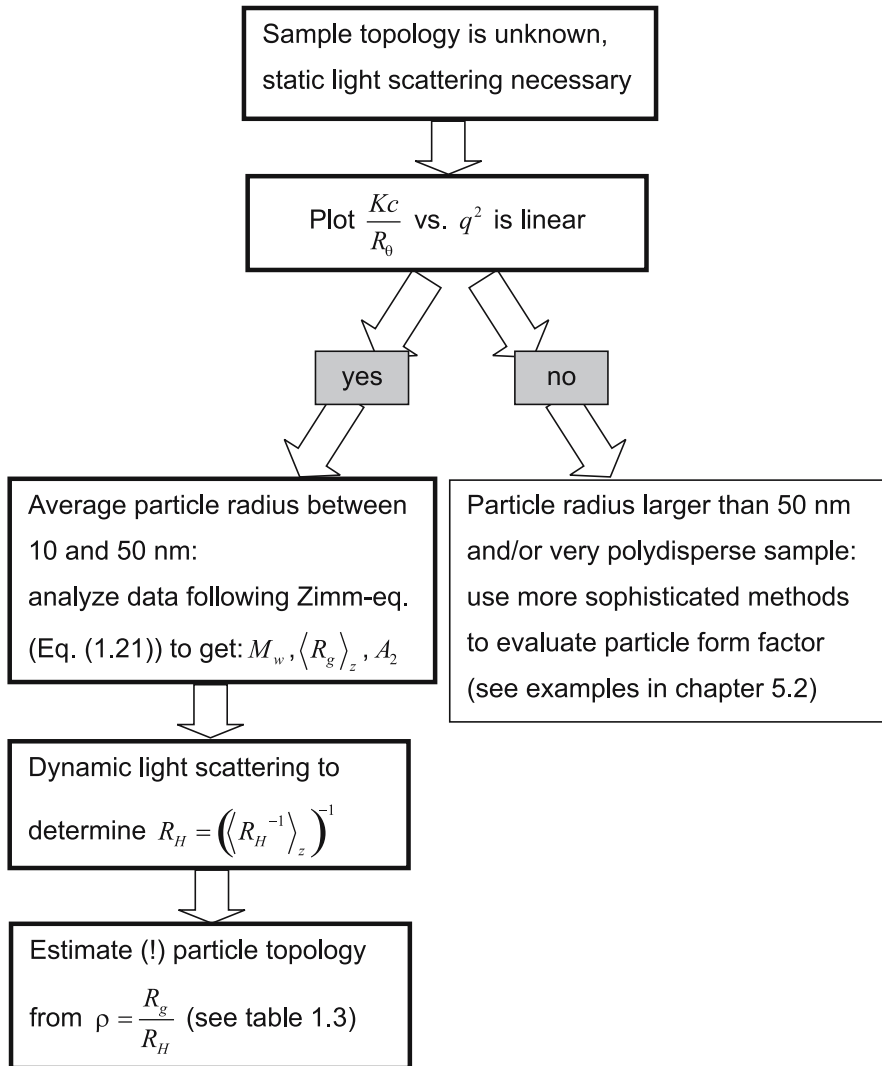 Sample topology is unknown,
static light scattering necessary
Plot Kc/R_θ vs. q² is linear
yes
no
Average particle radius between
10 and 50 nm:
analyze data following Zimm-eq.
(Eq. (1.21)) to get: M_w, ⟨R_g⟩_z, A_2
Particle radius larger than 50 nm
and/or very polydisperse sample:
use more sophisticated methods
to evaluate particle form factor
(see examples in chapter 5.2)
Dynamic light scattering to
determine R_H = (⟨R_H⁻¹⟩_z)⁻¹
Estimate (!) particle topology
from ρ = R_g/R_H (see table 1.3)